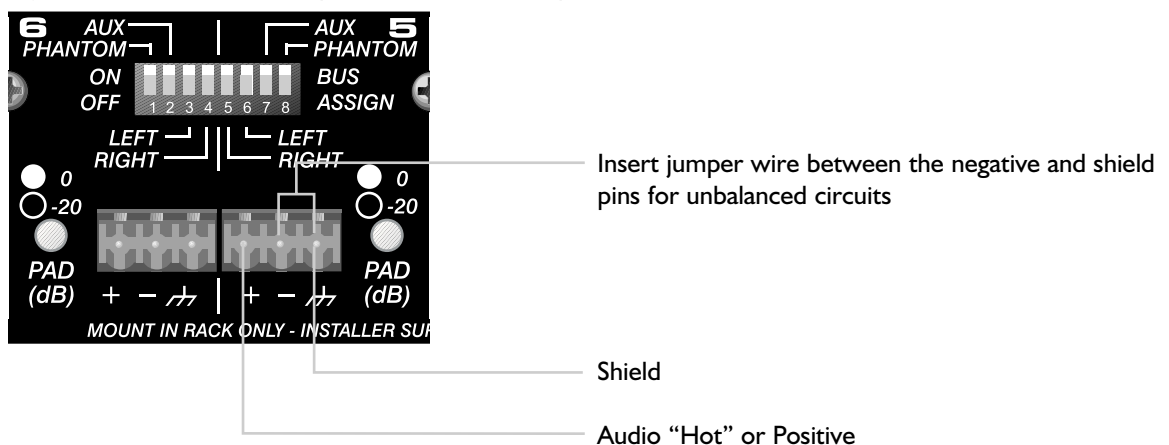 6 AUX AUX 5
PHANTOM PHANTOM
ON BUS
OFF 1 2 3 4 5 6 7 8 ASSIGN
LEFT LEFT
RIGHT RIGHT
Insert jumper wire between the negative and shield
pins for unbalanced circuits
0 0
-20 -20
PAD PAD
(dB) + - + - (dB)
MOUNT IN RACK ONLY - INSTALLER SUP
Shield
Audio “Hot” or Positive